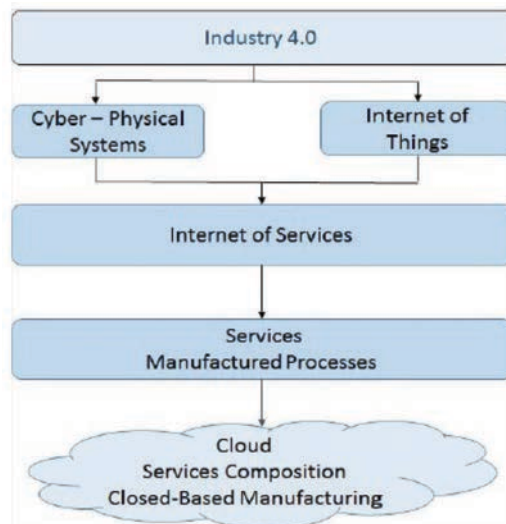 Industry 4.0
Cyber – Physical
Systems
Internet of
Things
Internet of Services
Services
Manufactured Processes
Cloud
Services Composition
Closed-Based Manufacturing